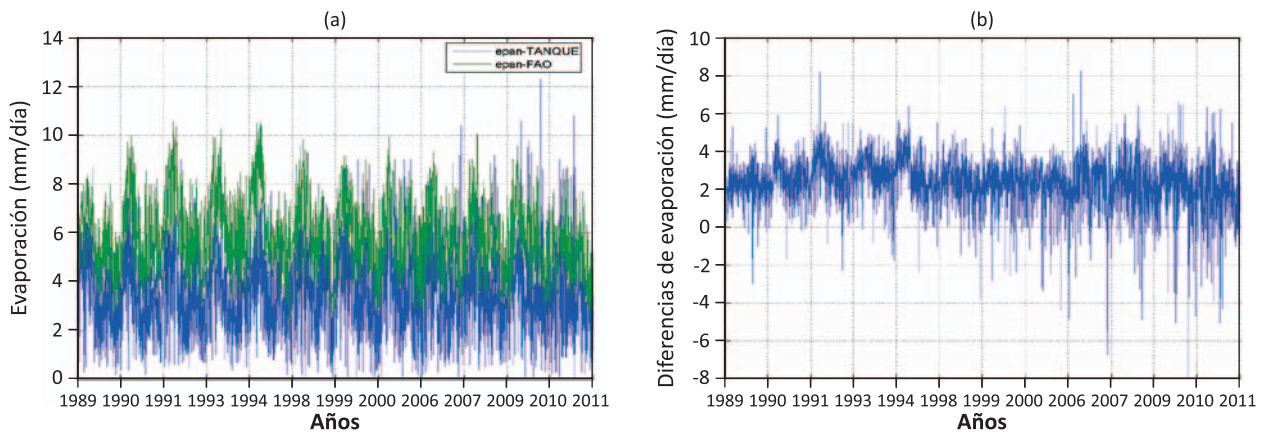 (a)
Evaporación (mm/día)
14
12
10
8
6
4
2
0
epan-TANQUE
epan-FAO
1989 1990 1991 1993 1994 1998 1998 2000 2006 2007 2009 2010 2011
Años
(b)
Diferencias de evaporación (mm/día)
10
8
6
4
2
0
-2
-4
-6
-8
1989 1990 1991 1993 1994 1998 1999 2000 2006 2007 2009 2010 2011
Años